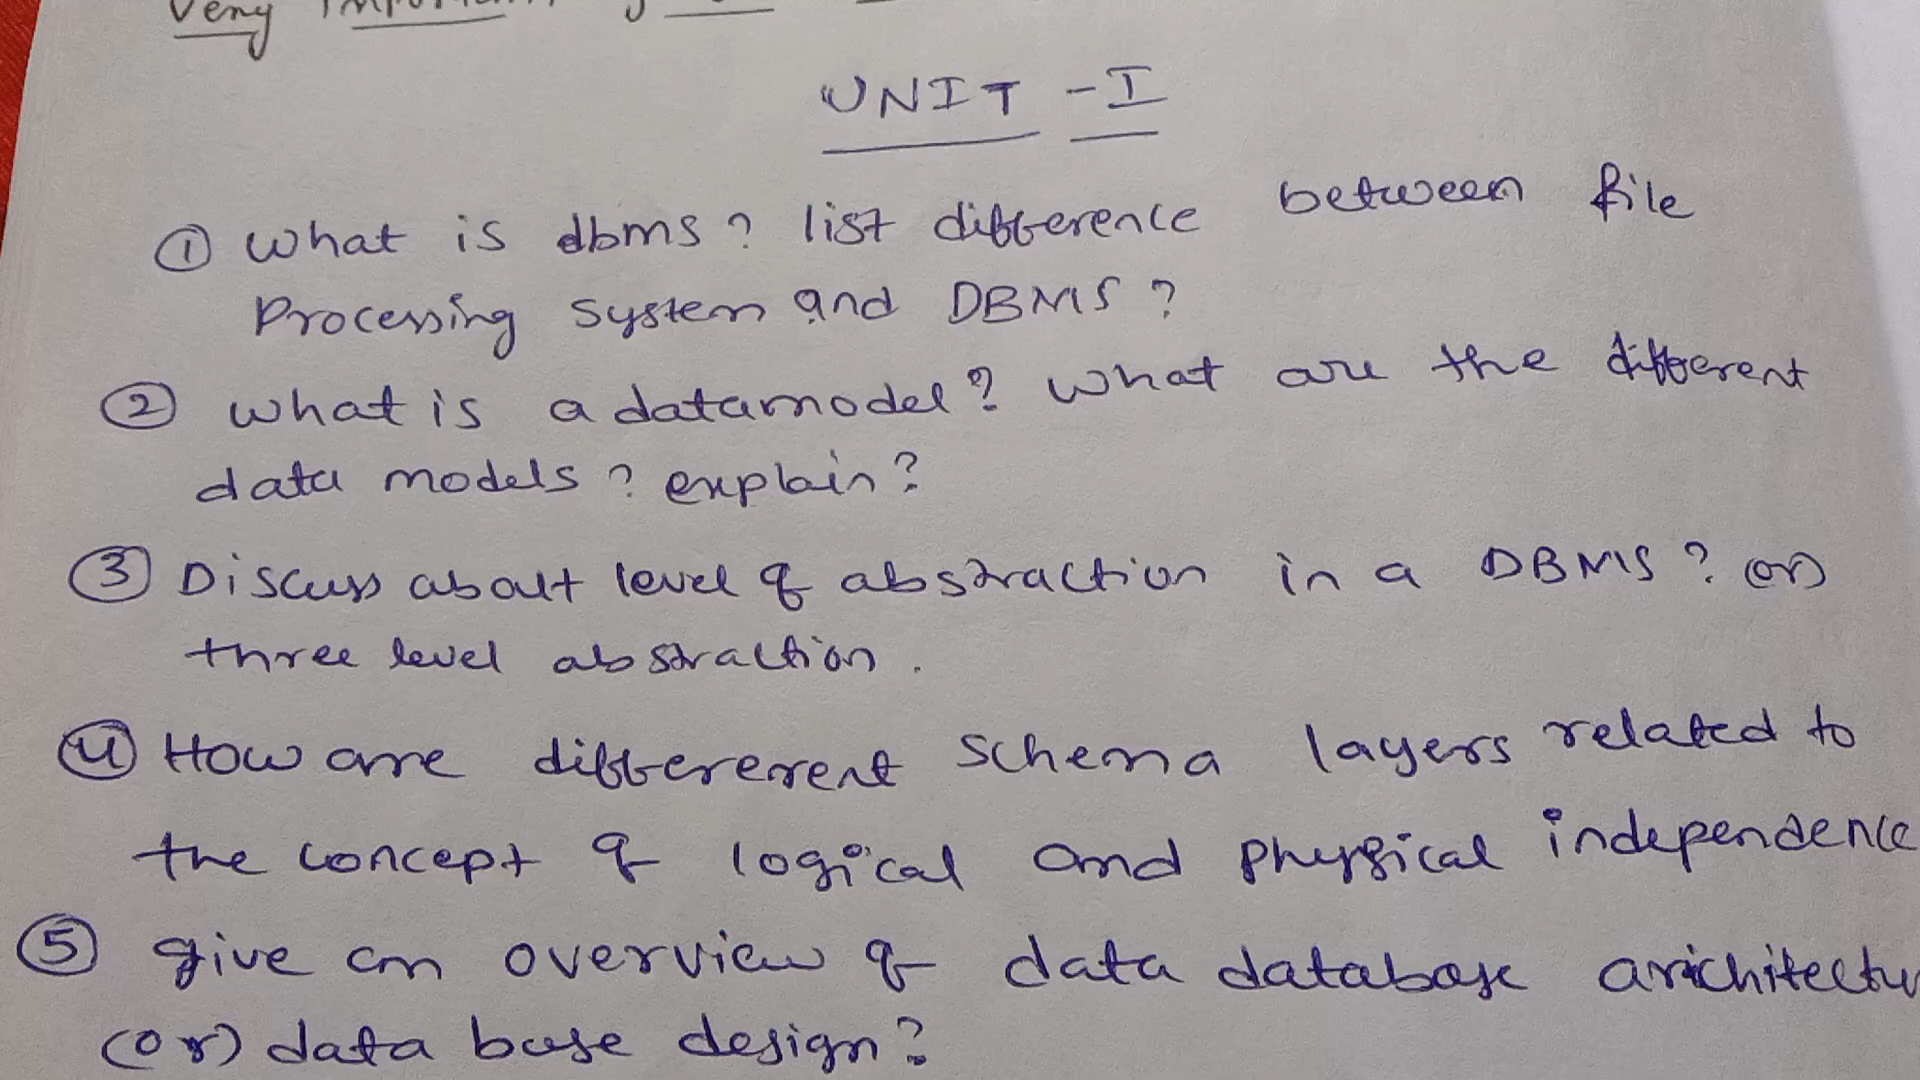 Very
UNIT - I
① What is dbms? list difference between file
Processing System and DBMS?
② What is a datamodel? What are the different
data models? explain?
③ Discuss about level of abstraction in a DBMS? (or)
three level abstraction.
④ How are differerent Schema layers related to
the concept of logical and physical independence
⑤ give an overview of data database arichitectu
(or) data base design?